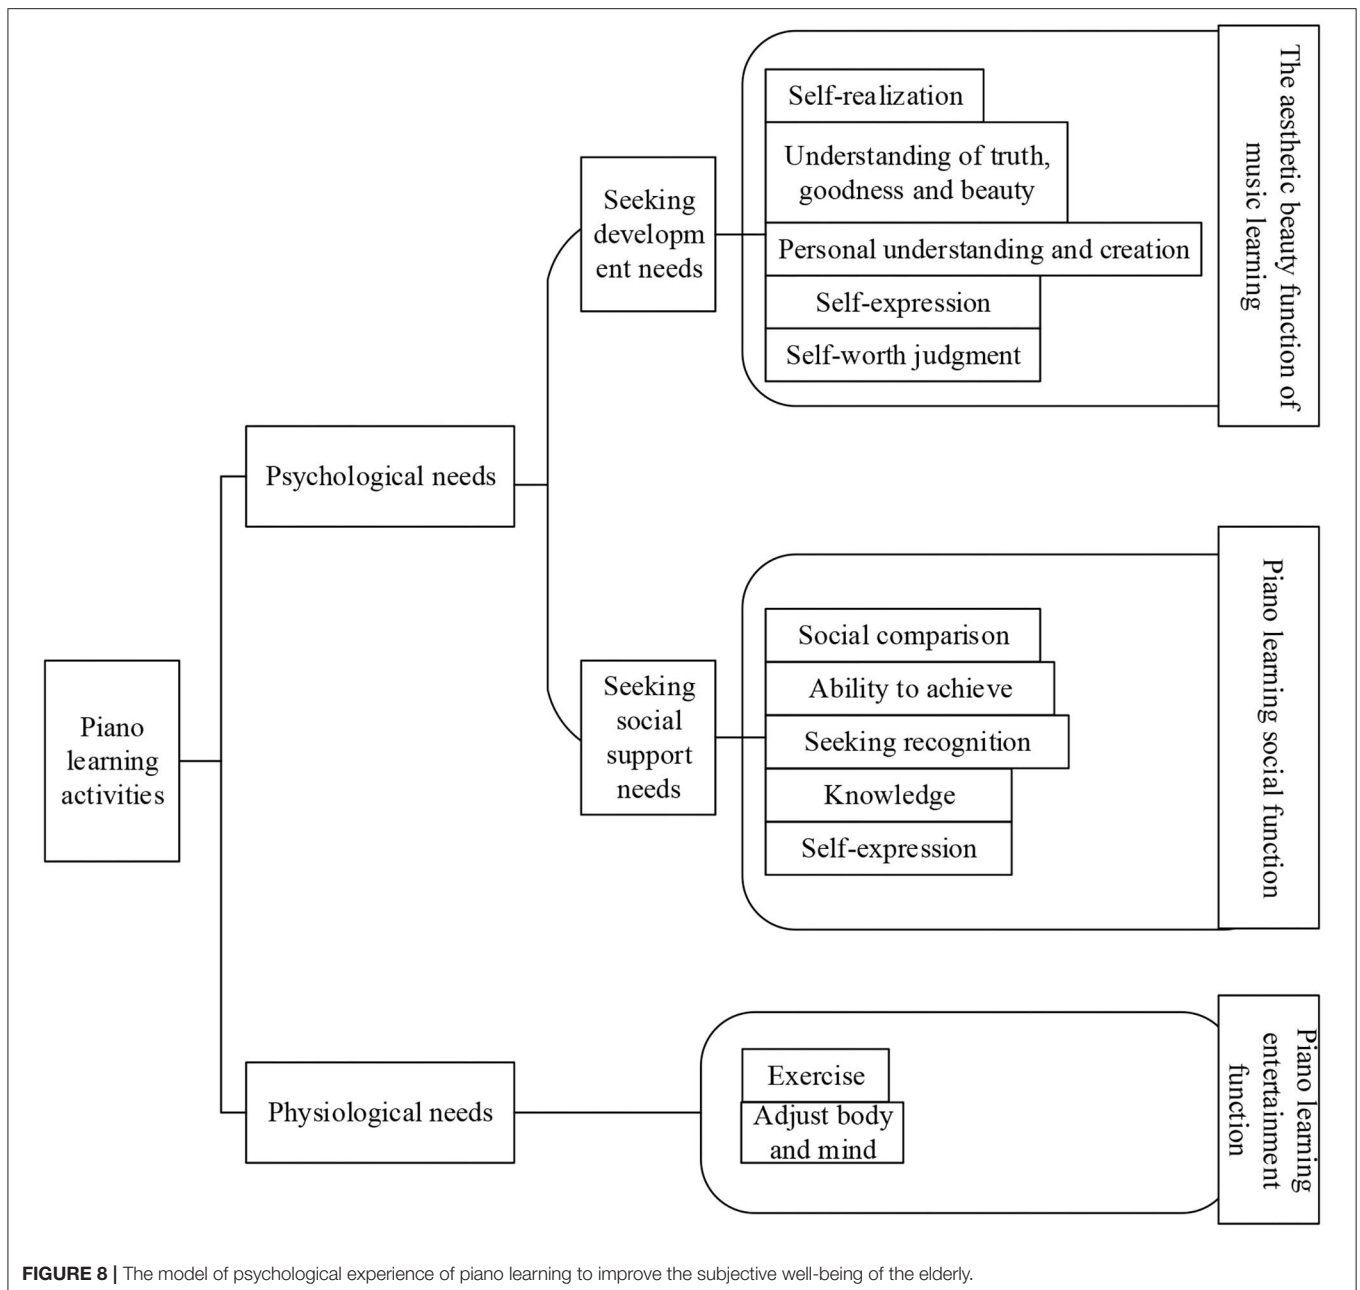 Piano
learning
activities
Psychological needs
Physiological needs
Seeking
developm
ent needs
Seeking
social
support
needs
Self-realization
Understanding of truth,
goodness and beauty
Personal understanding and creation
Self-expression
Self-worth judgment
The aesthetic beauty function of
music learning
Social comparison
Ability to achieve
Seeking recognition
Knowledge
Self-expression
Piano learning social function
Exercise
Adjust body
and mind
Piano learning
entertainment
function
FIGURE 8 | The model of psychological experience of piano learning to improve the subjective well-being of the elderly.